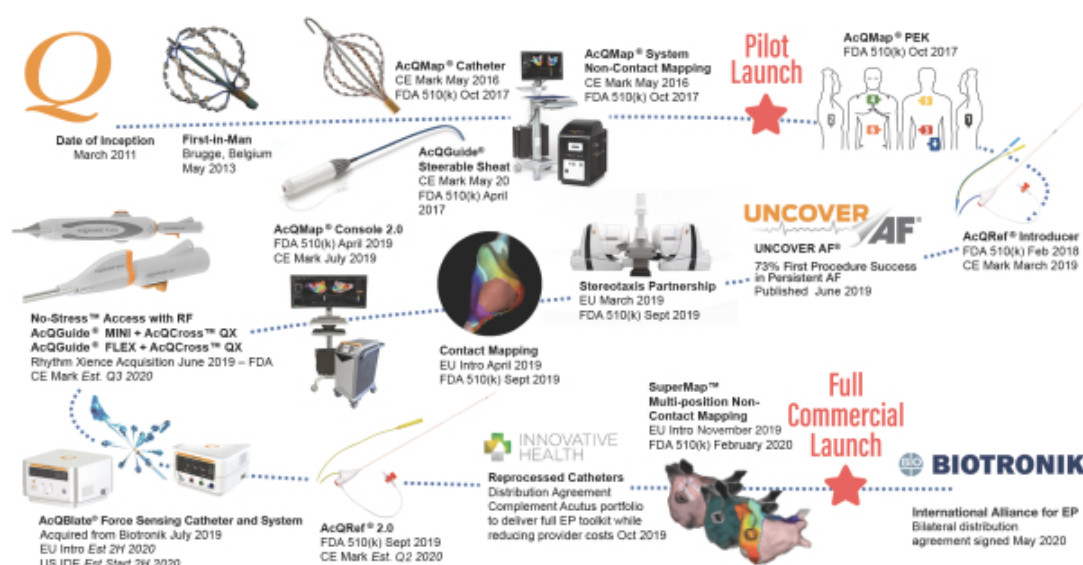 Q
Date of Inception
March 2011
First-in-Man
Brugge, Belgium
May 2013
AcQMap® Catheter
CE Mark May 2016
FDA 510(k) Oct 2017
AcQGuide®
Steerable Sheat
CE Mark May 20
FDA 510(k) April
2017
AcQMap® System
Non-Contact Mapping
CE Mark May 2016
FDA 510(k) Oct 2017
Pilot
Launch
AcQMap® PEK
FDA 510(k) Oct 2017
AcQRef® Introducer
FDA 510(k) Feb 2018
CE Mark March 2019
UNCOVER
AF®
UNCOVER AF®
73% First Procedure Success
in Persistent AF
Published June 2019
Stereotaxis Partnership
EU March 2019
FDA 510(k) Sept 2019
Contact Mapping
EU Intro April 2019
FDA 510(k) Sept 2019
AcQMap® Console 2.0
FDA 510(k) April 2019
CE Mark July 2019
No-Stress™ Access with RF
AcQGuide® MINI + AcQCross™ QX
AcQGuide® FLEX + AcQCross™ QX
Rhythm Xience Acquisition June 2019 – FDA
CE Mark Est. Q3 2020
AcQBlate® Force Sensing Catheter and System
Acquired from Biotronik July 2019
EU Intro Est 2H 2020
US IDE Est Start 2H 2020
AcQRef® 2.0
FDA 510(k) Sept 2019
CE Mark Est. Q2 2020
INNOVATIVE
HEALTH
Reprocessed Catheters
Distribution Agreement
Complement Acutus portfolio
to deliver full EP toolkit while
reducing provider costs Oct 2019
SuperMap™
Multi-position Non-
Contact Mapping
EU Intro November 2019
FDA 510(k) February 2020
Full
Commercial
Launch
BIO BIOTRONIK
International Alliance for EP
Bilateral distribution
agreement signed May 2020